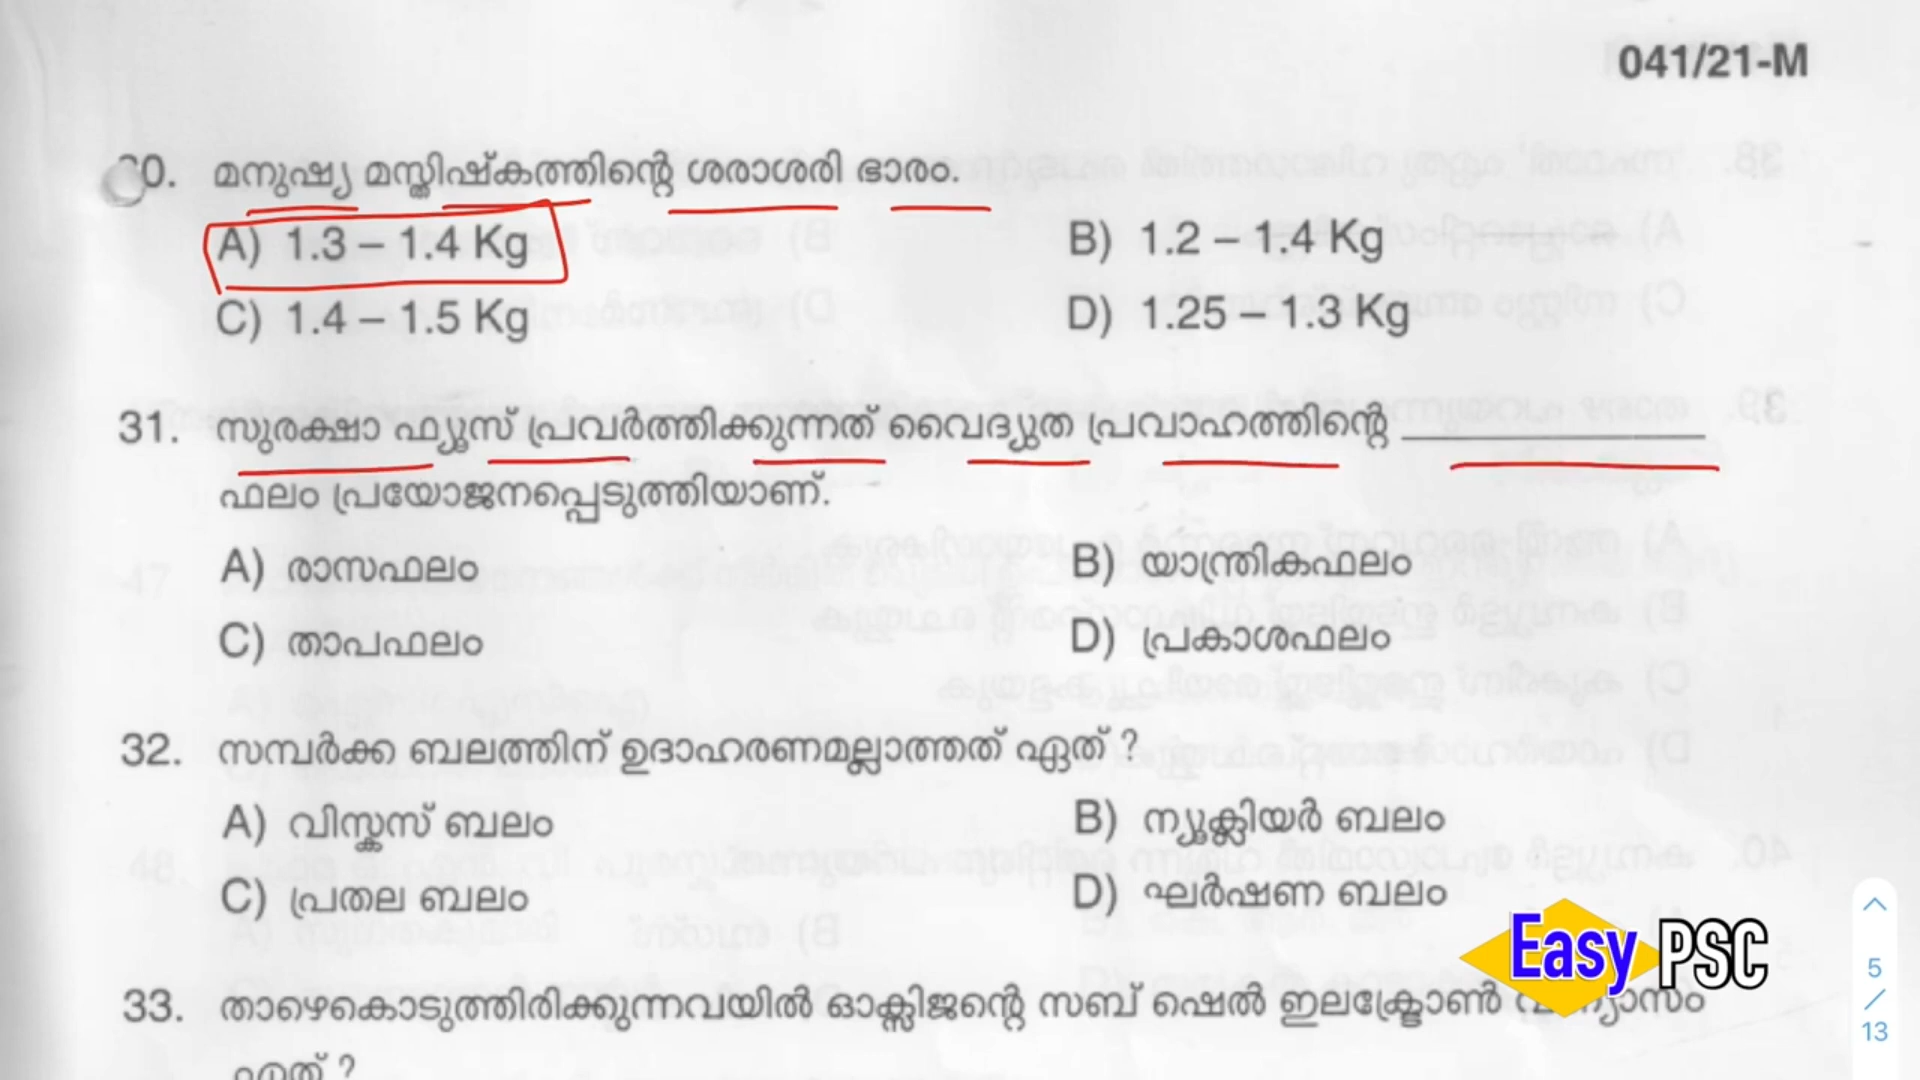 041/21-M
30. മനുഷ്യ മസ്തിഷ്കത്തിന്റെ ശരാശരി ഭാരം.
A) 1.3 – 1.4 Kg
B) 1.2 – 1.4 Kg
C) 1.4 – 1.5 Kg
D) 1.25 – 1.3 Kg
31. സുരക്ഷാ ഫ്യൂസ് പ്രവർത്തിക്കുന്നത് വൈദ്യുത പ്രവാഹത്തിന്റെ ____________
ഫലം പ്രയോജനപ്പെടുത്തിയാണ്.
A) രാസഫലം
B) യാന്ത്രികഫലം
C) താപഫലം
D) പ്രകാശഫലം
32. സമ്പർക്ക ബലത്തിന് ഉദാഹരണമല്ലാത്തത് ഏത് ?
A) വിസ്കസ് ബലം
B) ന്യൂക്ലിയർ ബലം
C) പ്രതല ബലം
D) ഘർഷണ ബലം
Easy PSC
33. താഴെകൊടുത്തിരിക്കുന്നവയിൽ ഓക്സിജന്റെ സബ് ഷെൽ ഇലക്ട്രോൺ വിന്യാസം
ഏത് ?
5
/
13